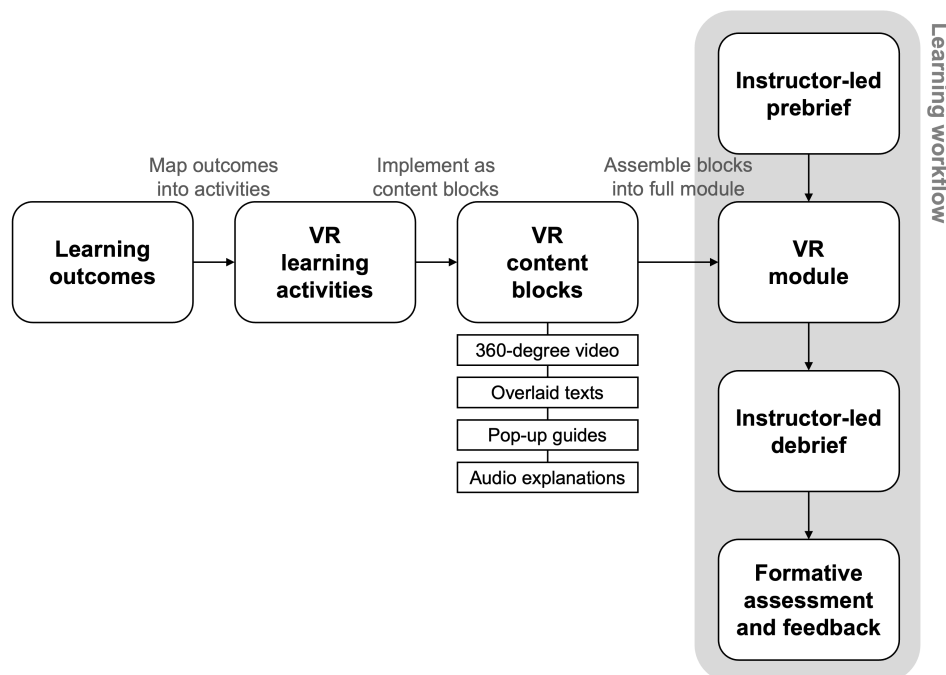 Learning workflow
Instructor-led
prebrief
Map outcomes
into activities
Implement as
content blocks
Assemble blocks
into full module
Learning
outcomes
VR
learning
activities
VR
content
blocks
VR
module
360-degree video
Overlaid texts
Pop-up guides
Audio explanations
Instructor-led
debrief
Formative
assessment
and feedback